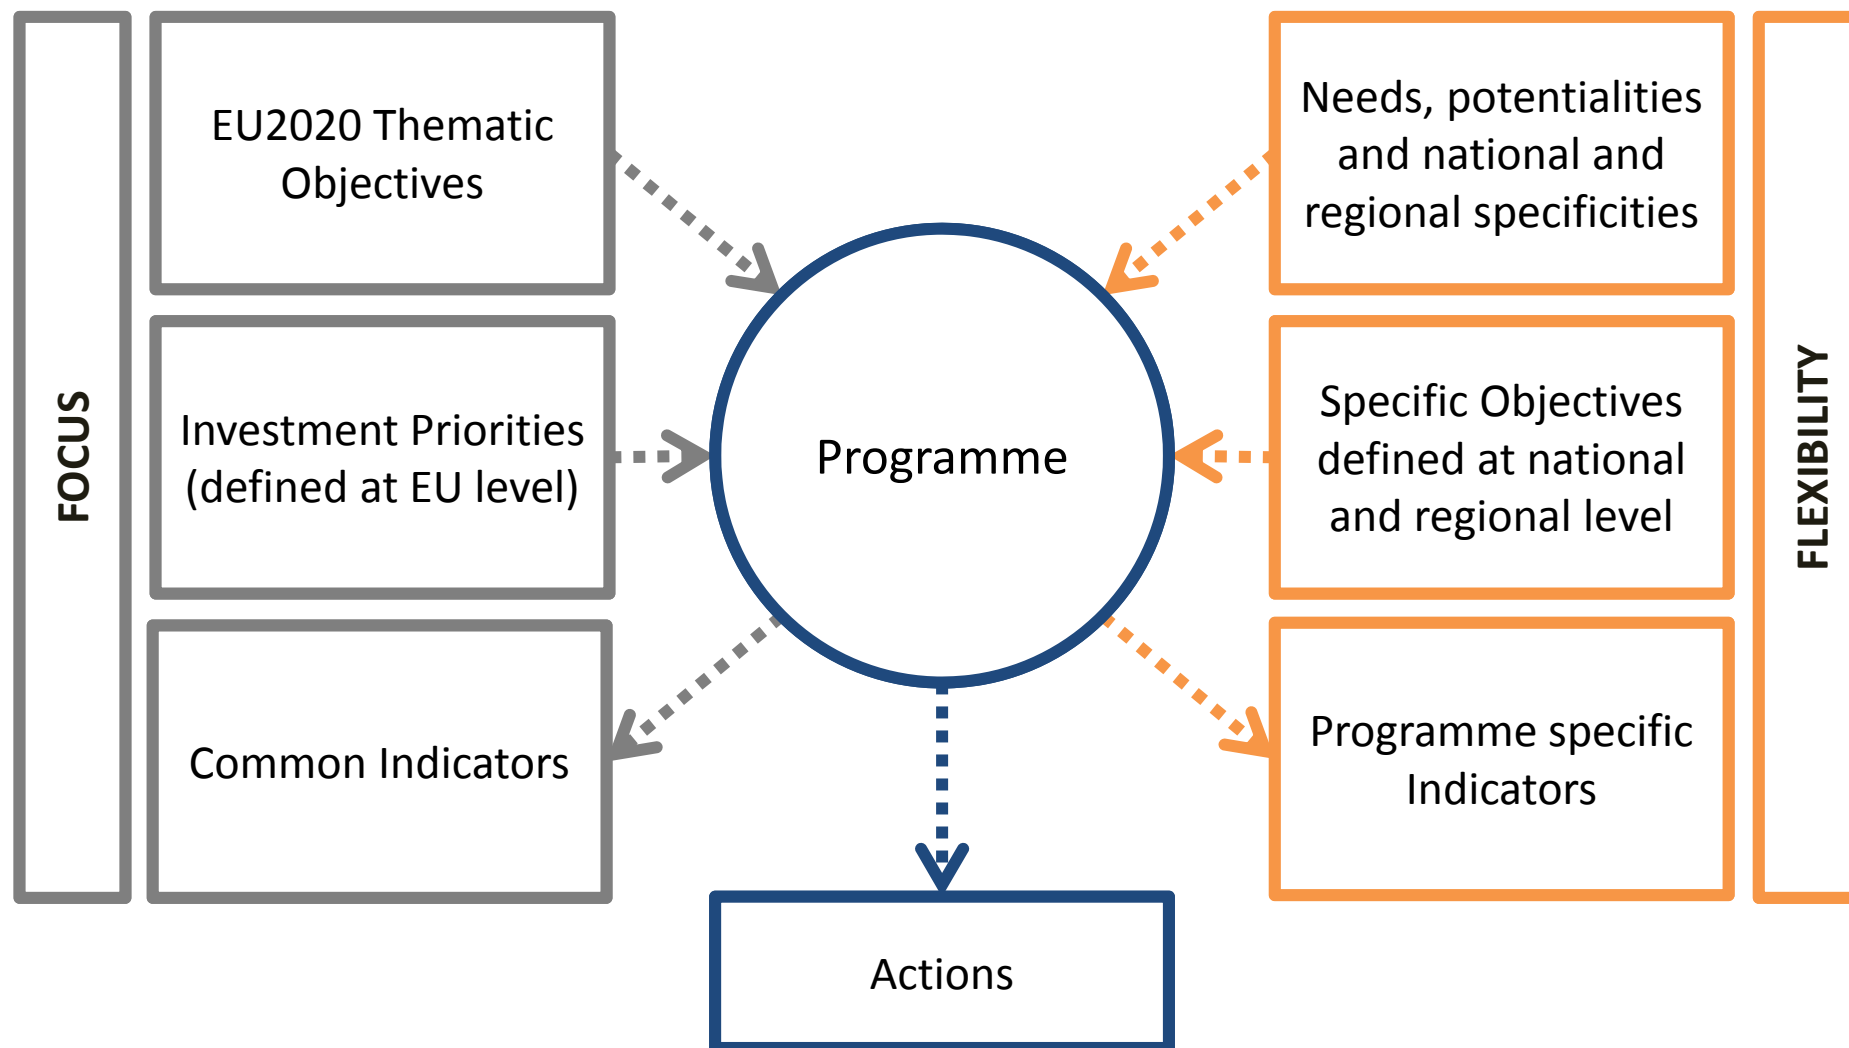 FOCUS
EU2020 Thematic
Objectives
Investment Priorities
(defined at EU level)
Common Indicators
Programme
Actions
Needs, potentialities
and national and
regional specificities
Specific Objectives
defined at national
and regional level
Programme specific
Indicators
FLEXIBILITY